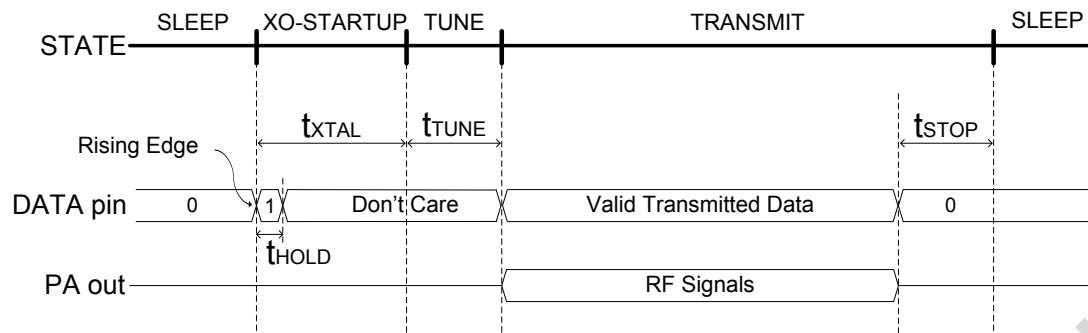 SLEEP XO-STARTUP TUNE TRANSMIT SLEEP
STATE
tXTAL tTUNE tSTOP
Rising Edge
DATA pin 0 1 Don't Care Valid Transmitted Data 0
tHOLD
PA out RF Signals